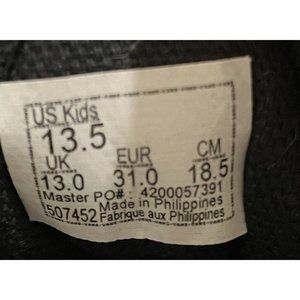 US Kids
13.5
UK EUR CM
13.0 31.0 18.5
Master PO#: 4200057391
Made in Philippines
507452 Fabrique aux Philippines